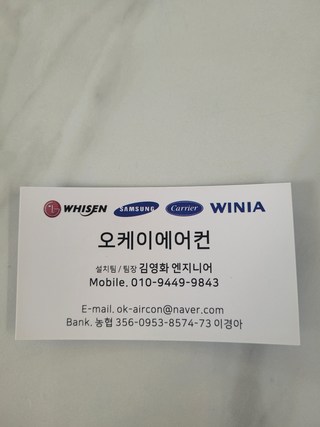 LG WHISEN SAMSUNG Carrier WINIA
오케이에어컨
설치팀 / 팀장 김영화 엔지니어
Mobile. 010-9449-9843
E-mail. ok-aircon@naver.com
Bank. 농협 356-0953-8574-73 이경아